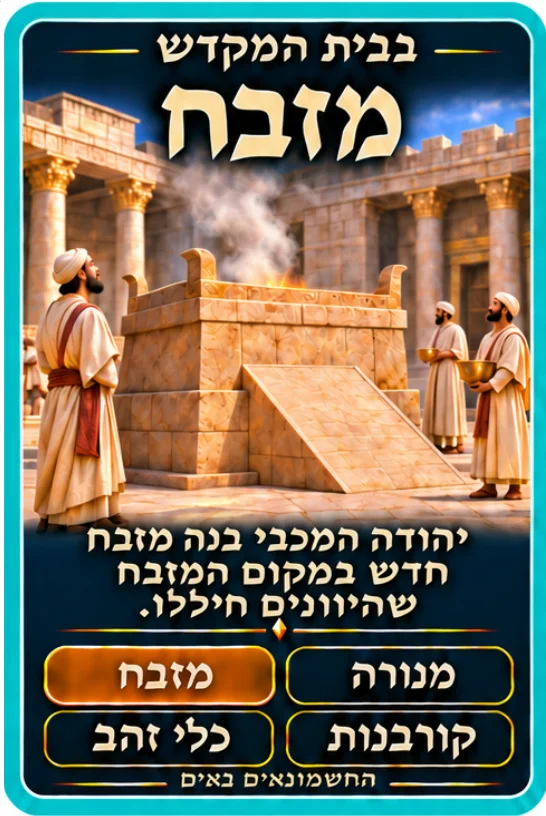 בבית המקדש
מזבח
יהודה המכבי בנה מזבח
חדש במקום המזבח
שהיוונים חיללו.
מנורה
מזבח
קורבנות
כלי זהב
החשמונאים באים